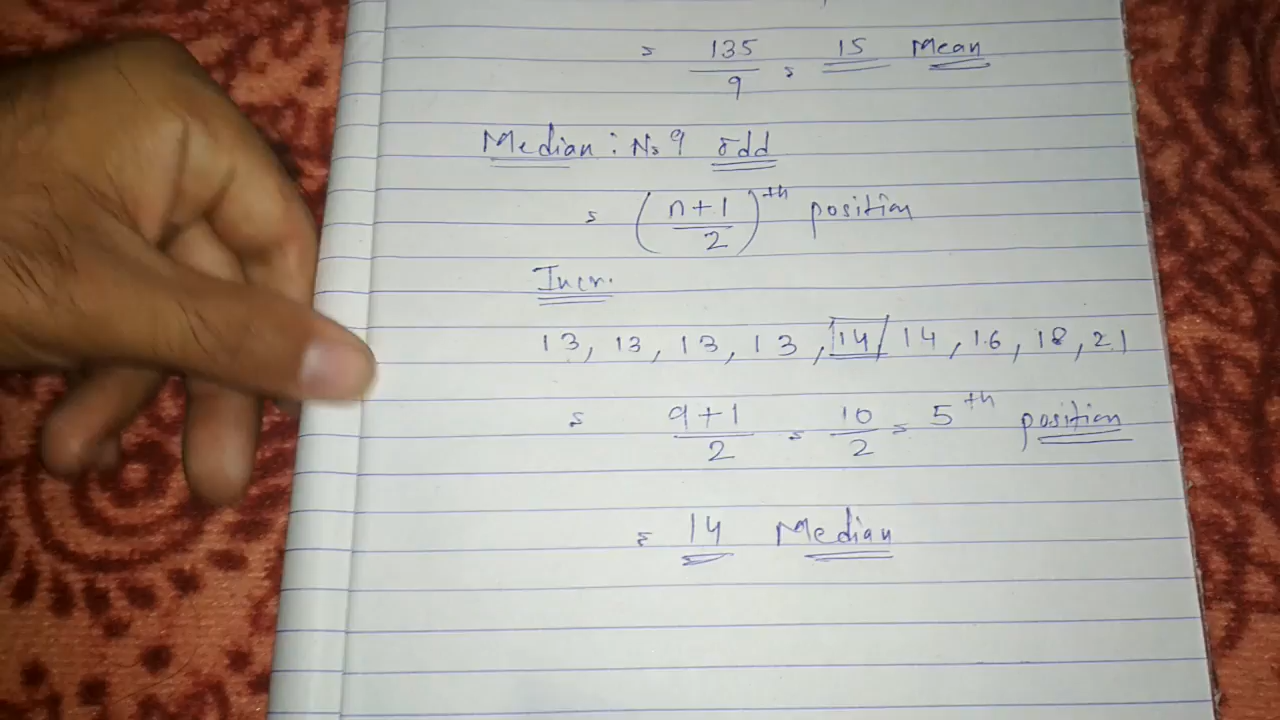 = 135/9 = 15 Mean
Median : No 9 odd
= (n+1/2)th position
Incr.
13, 13, 13, 13, 14, 14, 16, 18, 21
= 9+1/2 = 10/2 = 5th position
= 14 Median